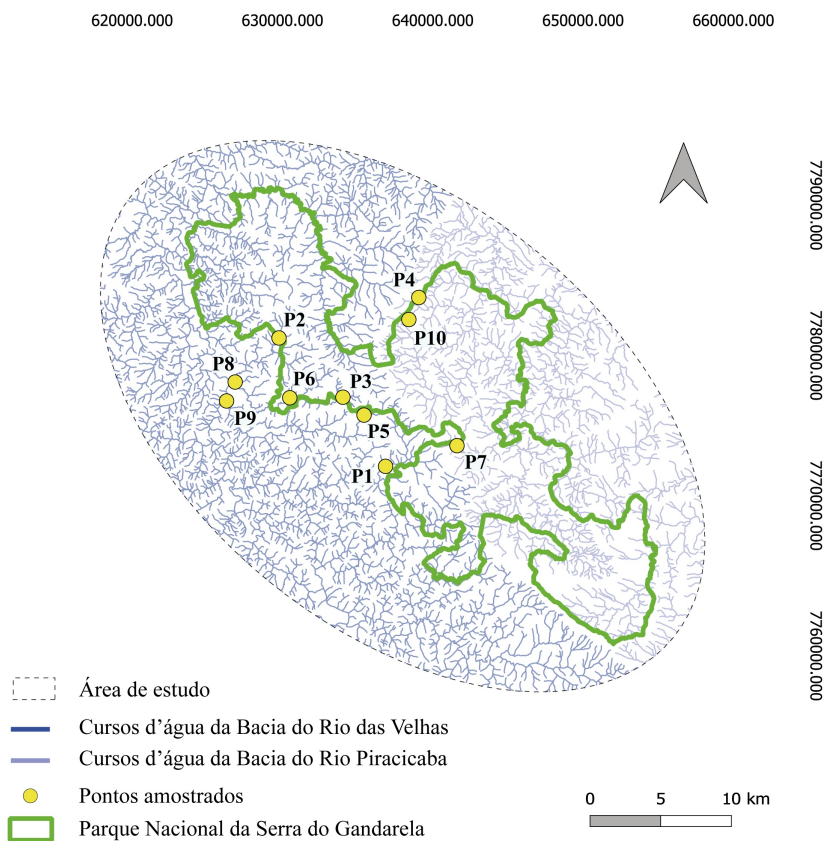 620000.000 630000.000 640000.000 650000.000 660000.000
7790000.000
P4
P2
P10
7780000.000
P8
P6 P3
P9
P5
P7
P1
7770000.000
7760000.000
Área de estudo
Cursos d'água da Bacia do Rio das Velhas
Cursos d'água da Bacia do Rio Piracicaba
Pontos amostrados
0 5 10 km
Parque Nacional da Serra do Gandarela